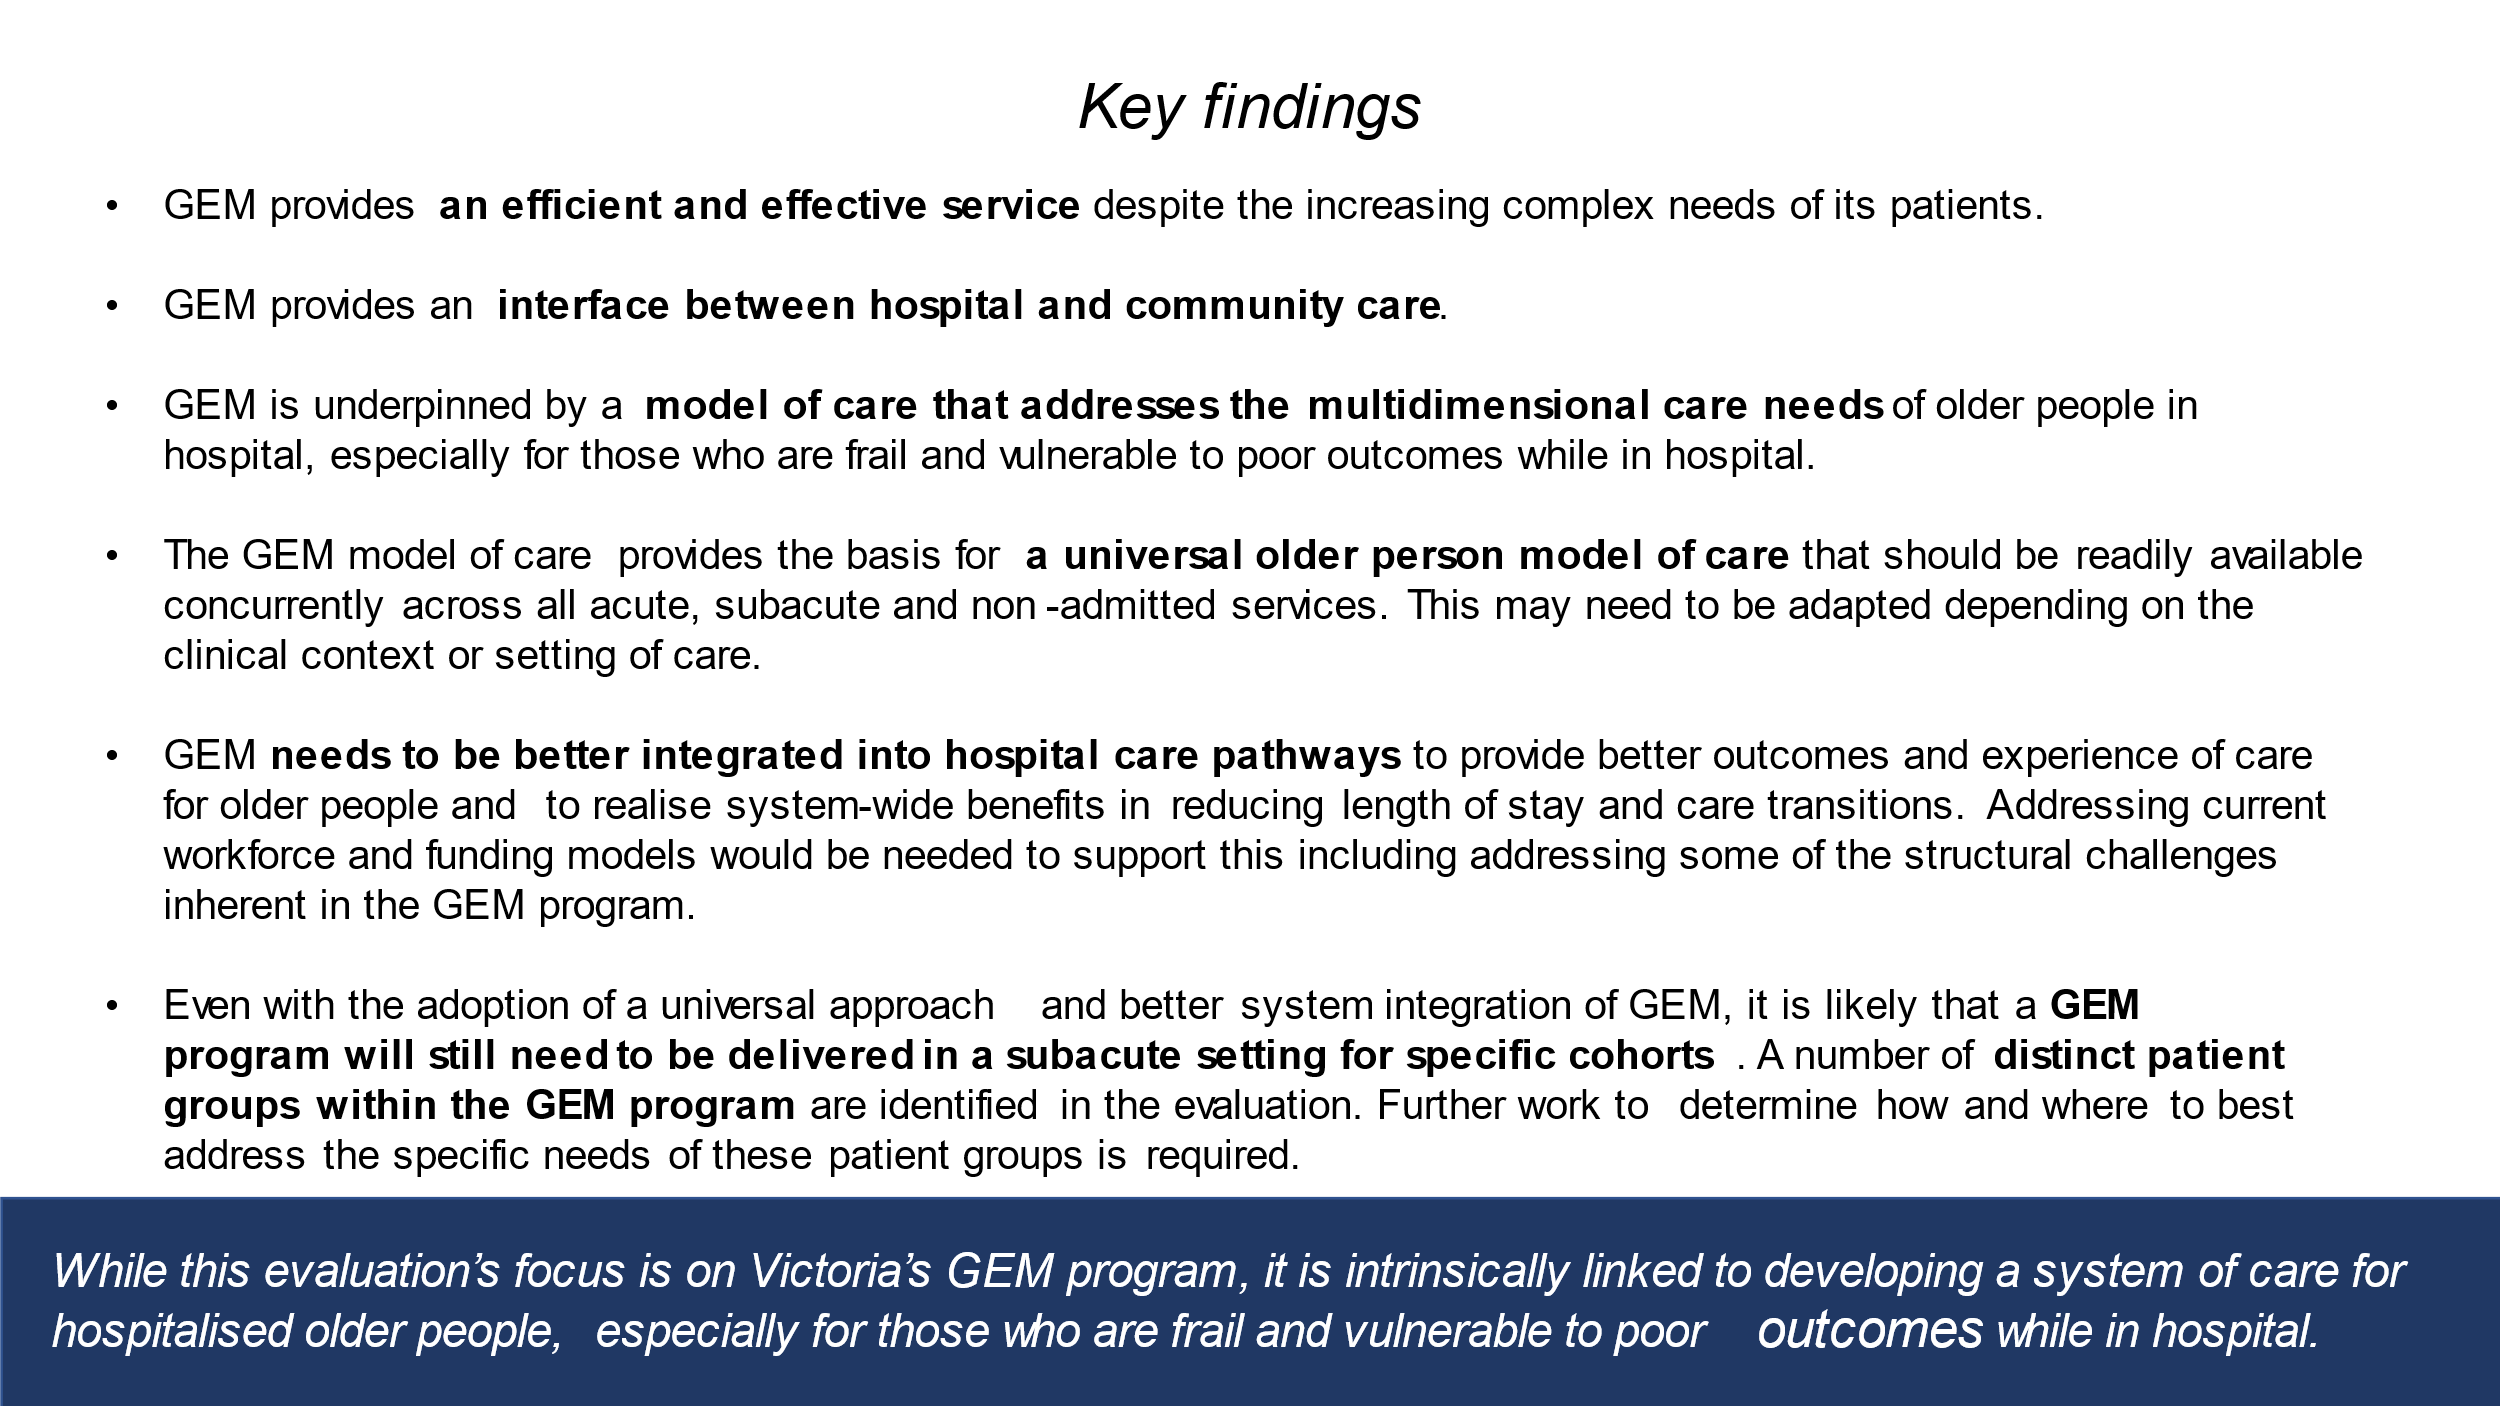 Key findings
• GEM provides an efficient and effective service despite the increasing complex needs of its patients.
• GEM provides an interface between hospital and community care.
• GEM is underpinned by a model of care that addresses the multidimensional care needs of older people in
hospital, especially for those who are frail and vulnerable to poor outcomes while in hospital.
• The GEM model of care provides the basis for a universal older person model of care that should be readily available
concurrently across all acute, subacute and non -admitted services. This may need to be adapted depending on the
clinical context or setting of care.
• GEM needs to be better integrated into hospital care pathways to provide better outcomes and experience of care
for older people and to realise system-wide benefits in reducing length of stay and care transitions. Addressing current
workforce and funding models would be needed to support this including addressing some of the structural challenges
inherent in the GEM program.
• Even with the adoption of a universal approach and better system integration of GEM, it is likely that a GEM
program will still need to be delivered in a subacute setting for specific cohorts . A number of distinct patient
groups within the GEM program are identified in the evaluation. Further work to determine how and where to best
address the specific needs of these patient groups is required.
While this evaluation’s focus is on Victoria’s GEM program, it is intrinsically linked to developing a system of care for
hospitalised older people, especially for those who are frail and vulnerable to poor outcomes while in hospital.